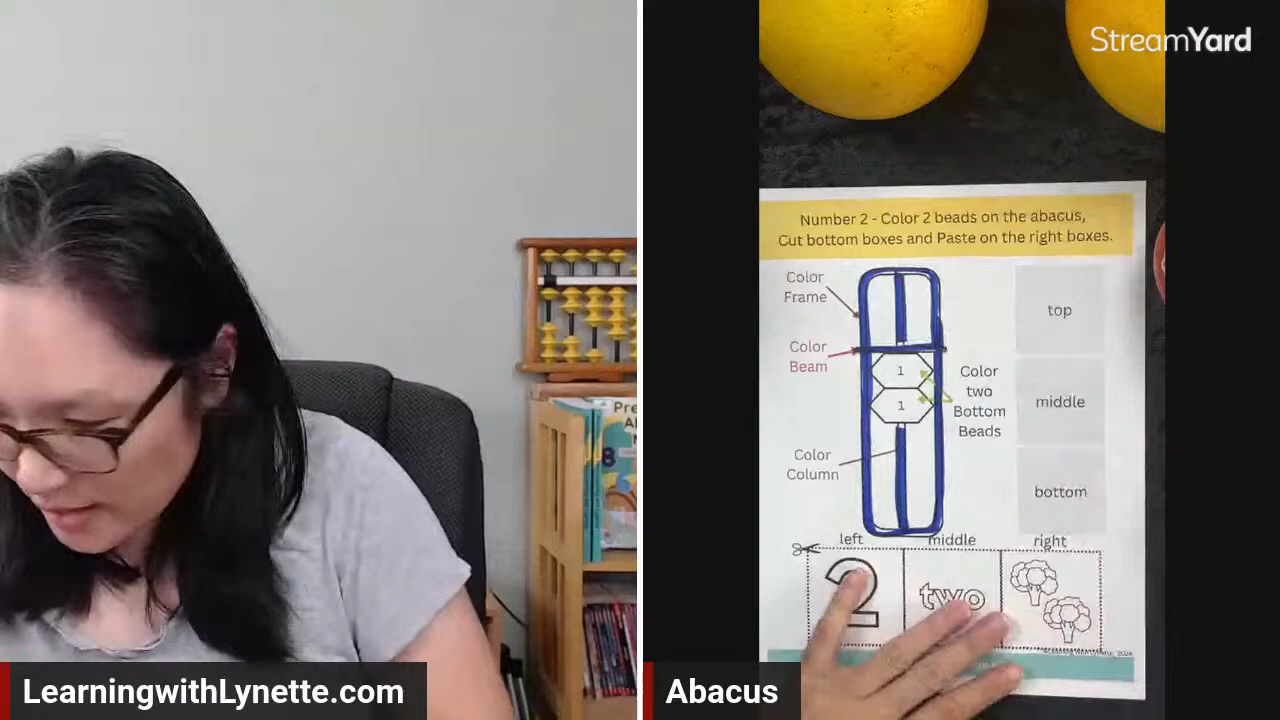 StreamYard
Number 2 - Color 2 beads on the abacus,
Cut bottom boxes and Paste on the right boxes.
Color
Frame
top
Color
Beam
1
1
Color
two
Bottom
Beads
middle
Color
Column
bottom
left middle right
2 two
Pre
8
LearningwithLynette.com
Abacus